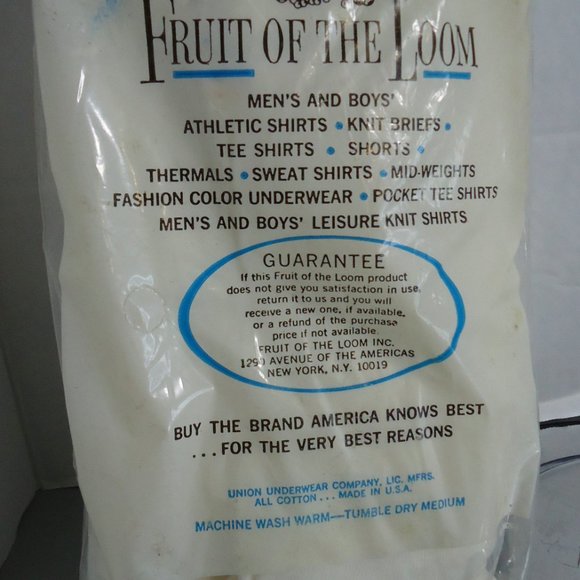 FRUIT OF THE LOOM
MEN'S AND BOYS'
ATHLETIC SHIRTS • KNIT BRIEFS •
TEE SHIRTS • SHORTS •
THERMALS • SWEAT SHIRTS • MID-WEIGHTS
FASHION COLOR UNDERWEAR • POCKET TEE SHIRTS
MEN'S AND BOYS' LEISURE KNIT SHIRTS
GUARANTEE
If this Fruit of the Loom product
does not give you satisfaction in use,
return it to us and you will
receive a new one, if available,
or a refund of the purchase
price if not available.
FRUIT OF THE LOOM INC.
1290 AVENUE OF THE AMERICAS
NEW YORK, N.Y. 10019
BUY THE BRAND AMERICA KNOWS BEST
...FOR THE VERY BEST REASONS
UNION UNDERWEAR COMPANY, LIC. MFRS.
ALL COTTON... MADE IN U.S.A.
MACHINE WASH WARM—TUMBLE DRY MEDIUM